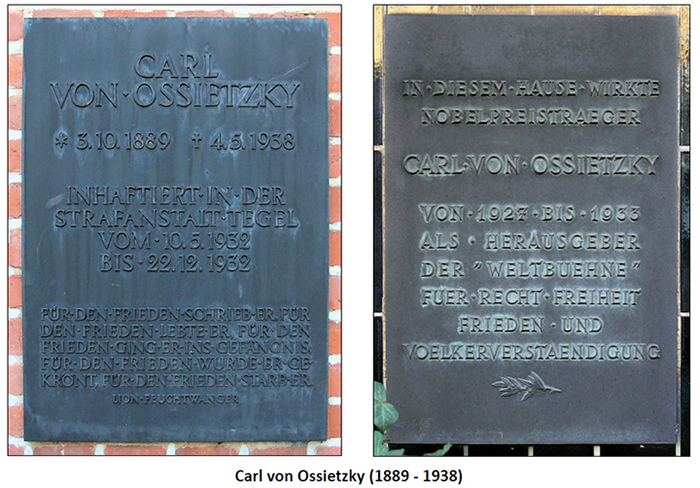 CARL
VON·OSSIETZKY
* 3.10.1889 ✝ 4.5.1938
INHAFTIERT·IN·DER
STRAFANSTALT·TEGEL
VOM·10.5.1932
BIS·22.12.1932
FÜR·DEN·FRIEDEN·SCHRIEB·ER, FÜR
DEN·FRIEDEN·LEBTE·ER, FÜR·DEN
FRIEDEN·GING·ER·INS·GEFÄNGNIS,
FÜR·DEN·FRIEDEN·WURDE·ER·GE-
KRÖNT, FÜR·DEN·FRIEDEN·STARB·ER.
LION·FEUCHTWANGER
IN·DIESEM·HAUSE·WIRKTE
NOBELPREISTRAEGER
CARL·VON·OSSIETZKY
VON·1927·BIS·1933
ALS·HERAUSGEBER
DER "WELTBUEHNE"
FUER·RECHT·FREIHEIT
FRIEDEN·UND
VOELKERVERSTAENDIGUNG
Carl von Ossietzky (1889 - 1938)